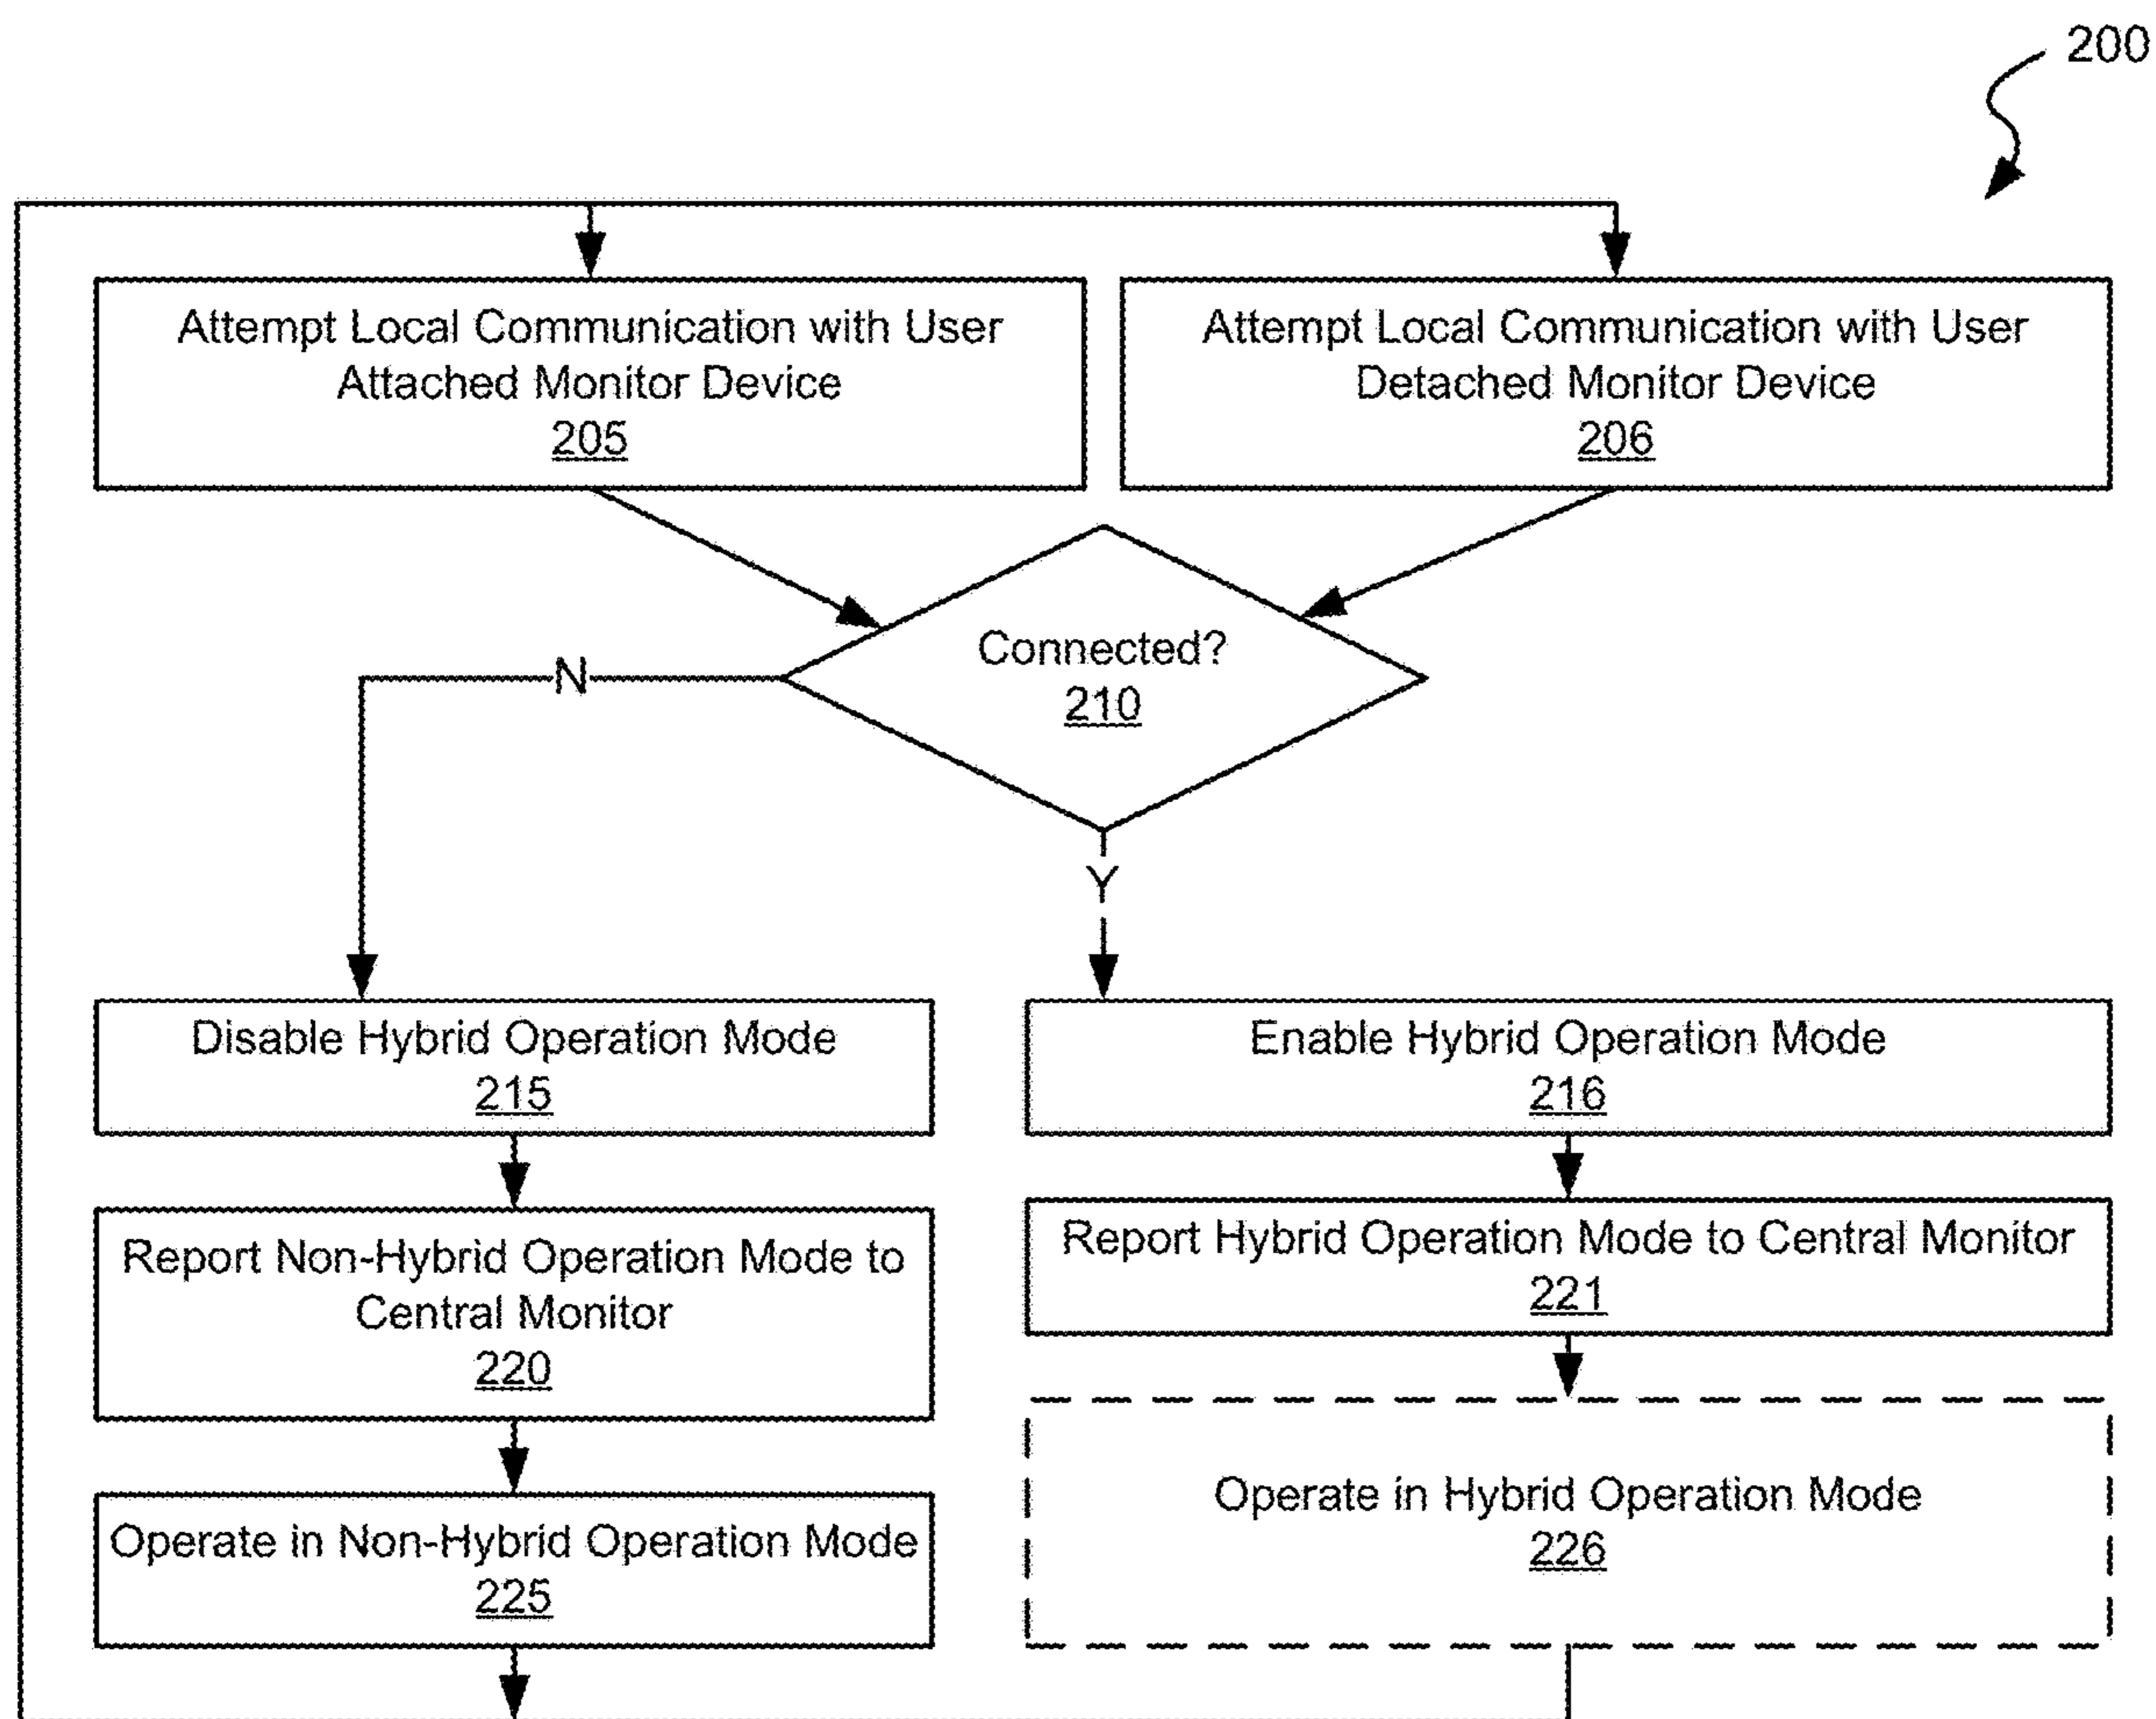 200
Attempt Local Communication with User
Attached Monitor Device
205
Attempt Local Communication with User
Detached Monitor Device
206
Connected?
210
N
Y
Disable Hybrid Operation Mode
215
Enable Hybrid Operation Mode
216
Report Non-Hybrid Operation Mode to
Central Monitor
220
Report Hybrid Operation Mode to Central Monitor
221
Operate in Non-Hybrid Operation Mode
225
Operate in Hybrid Operation Mode
226